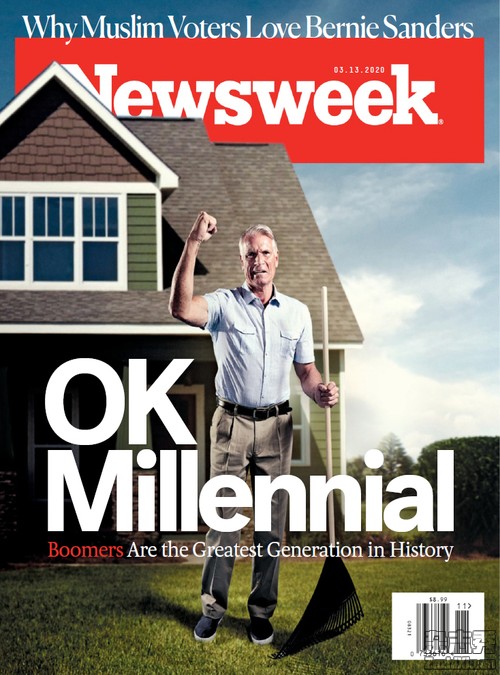 Why Muslim Voters Love Bernie Sanders
03.13.2020
Newsweek
OK
Millennial
Boomers Are the Greatest Generation in History
$8.99
11>